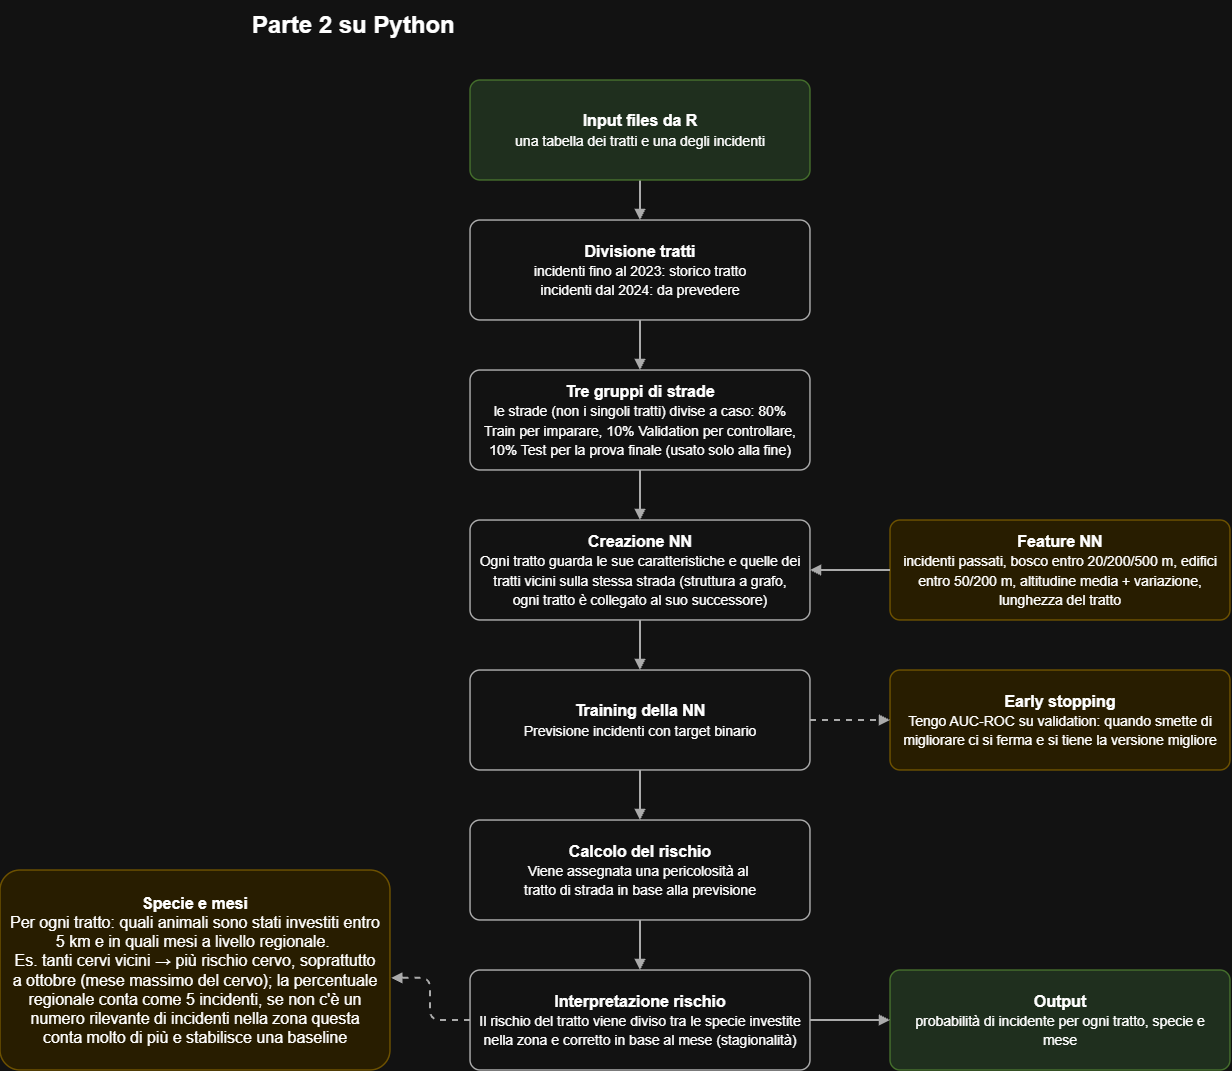 Parte 2 su Python
Input files da R
una tabella dei tratti e una degli incidenti
Divisione tratti
incidenti fino al 2023: storico tratto
incidenti dal 2024: da prevedere
Tre gruppi di strade
le strade (non i singoli tratti) divise a caso: 80%
Train per imparare, 10% Validation per controllare,
10% Test per la prova finale (usato solo alla fine)
Creazione NN
Ogni tratto guarda le sue caratteristiche e quelle dei
tratti vicini sulla stessa strada (struttura a grafo,
ogni tratto è collegato al suo successore)
Feature NN
incidenti passati, bosco entro 20/200/500 m, edifici
entro 50/200 m, altitudine media + variazione,
lunghezza del tratto
Training della NN
Previsione incidenti con target binario
Early stopping
Tengo AUC-ROC su validation: quando smette di
migliorare ci si ferma e si tiene la versione migliore
Calcolo del rischio
Viene assegnata una pericolosità al
tratto di strada in base alla previsione
Specie e mesi
Per ogni tratto: quali animali sono stati investiti entro
5 km e in quali mesi a livello regionale.
Es. tanti cervi vicini → più rischio cervo, soprattutto
a ottobre (mese massimo del cervo); la percentuale
regionale conta come 5 incidenti, se non c'è un
numero rilevante di incidenti nella zona questa
conta molto di più e stabilisce una baseline
Interpretazione rischio
Il rischio del tratto viene diviso tra le specie investite
nella zona e corretto in base al mese (stagionalità)
Output
probabilità di incidente per ogni tratto, specie e
mese